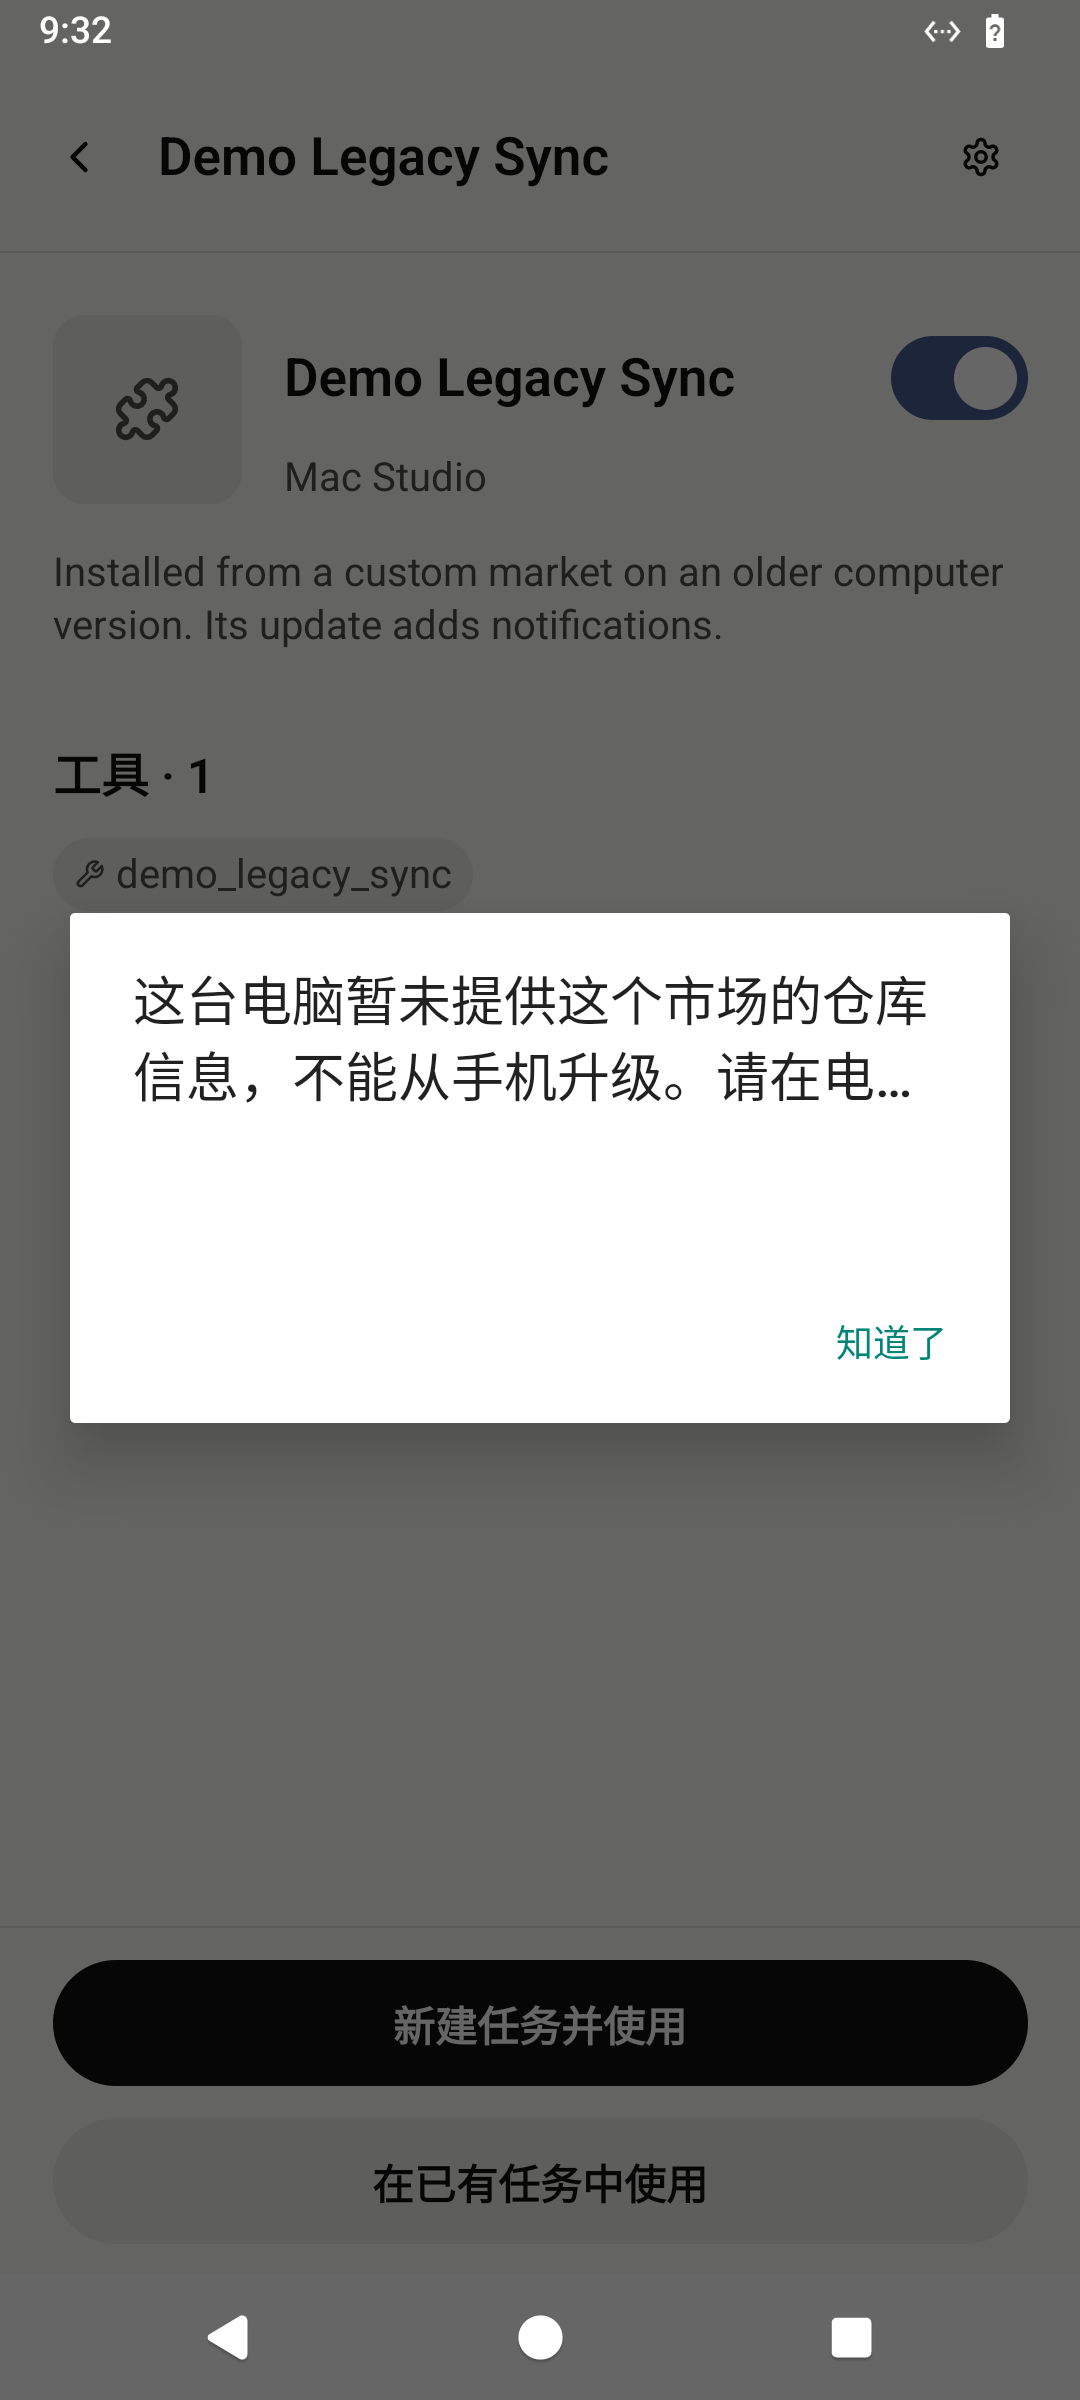 9:32
Demo Legacy Sync
Demo Legacy Sync
Mac Studio
Installed from a custom market on an older computer
version. Its update adds notifications.
工具 · 1
demo_legacy_sync
这台电脑暂未提供这个市场的仓库
信息，不能从手机升级。请在电...
知道了
新建任务并使用
在已有任务中使用